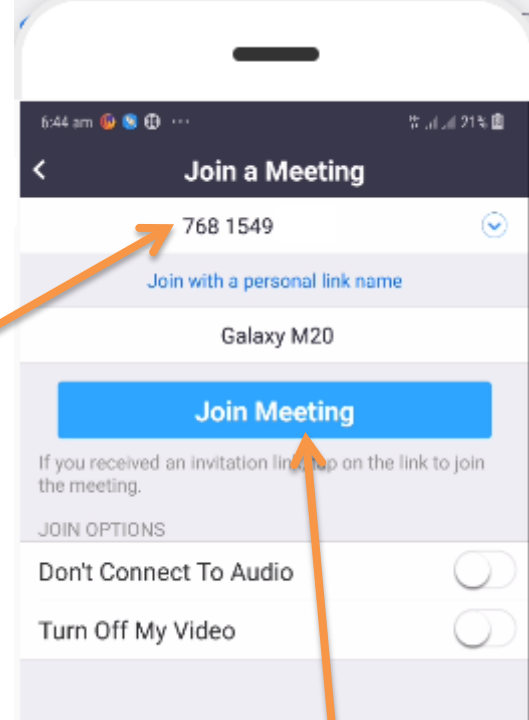 6:44 am ... 21%
Join a Meeting
768 1549
Join with a personal link name
Galaxy M20
Join Meeting
If you received an invitation link, tap on the link to join
the meeting.
JOIN OPTIONS
Don't Connect To Audio
Turn Off My Video